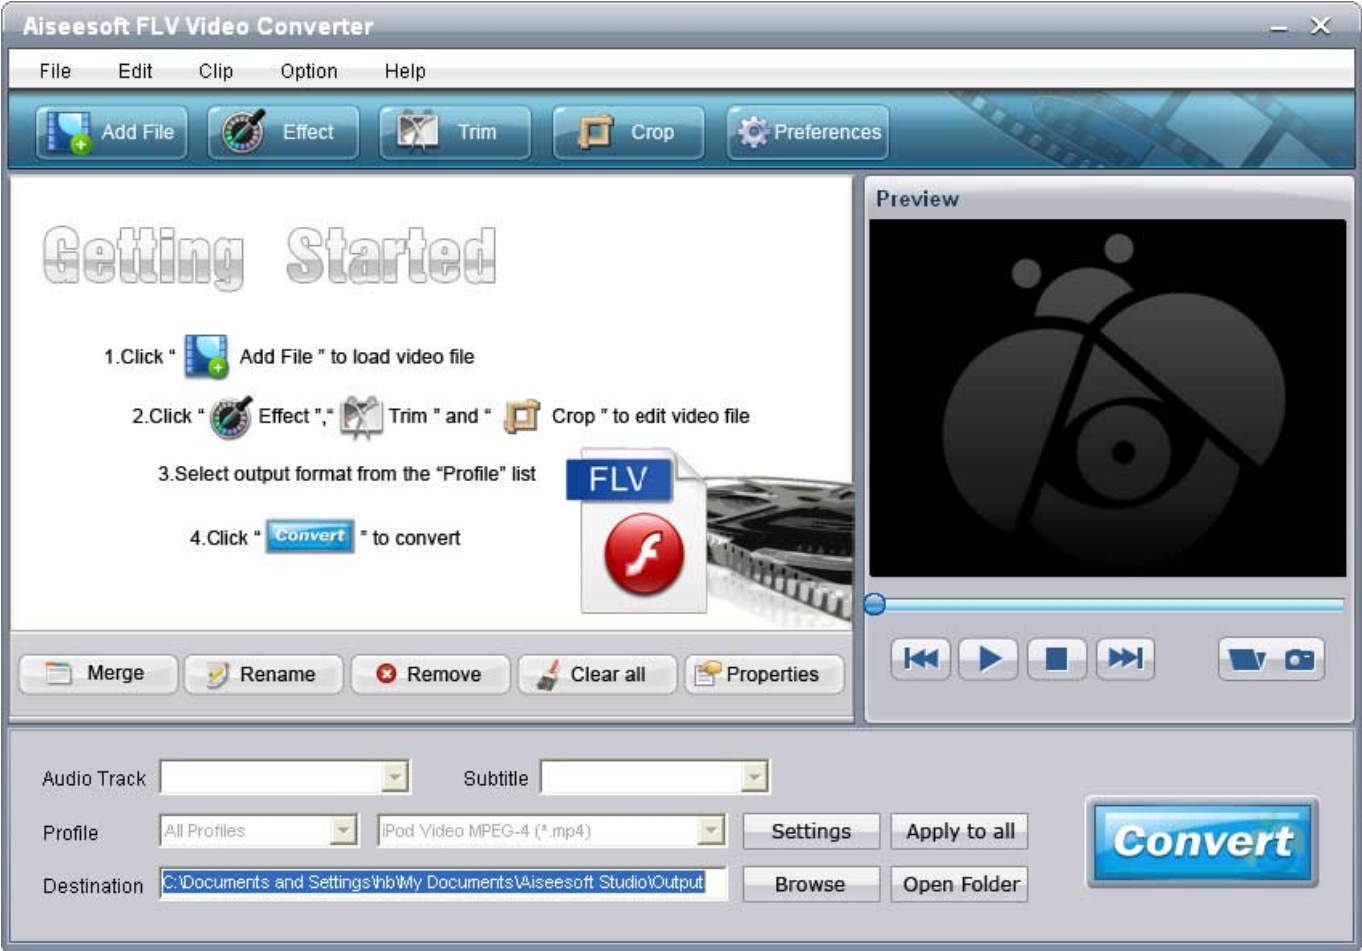 Aiseesoft FLV Video Converter
File Edit Clip Option Help
Add File Effect Trim Crop Preferences
Getting Started
1.Click “ Add File ” to load video file
2.Click “ Effect ”,“ Trim ” and “ Crop ” to edit video file
3.Select output format from the “Profile” list
4.Click “ Convert ” to convert
FLV
Preview
Merge Rename Remove Clear all Properties
Audio Track Subtitle
Profile All Profiles iPod Video MPEG-4 (*.mp4) Settings Apply to all
Destination C:\Documents and Settings\hb\My Documents\Aiseesoft Studio\Output Browse Open Folder
Convert